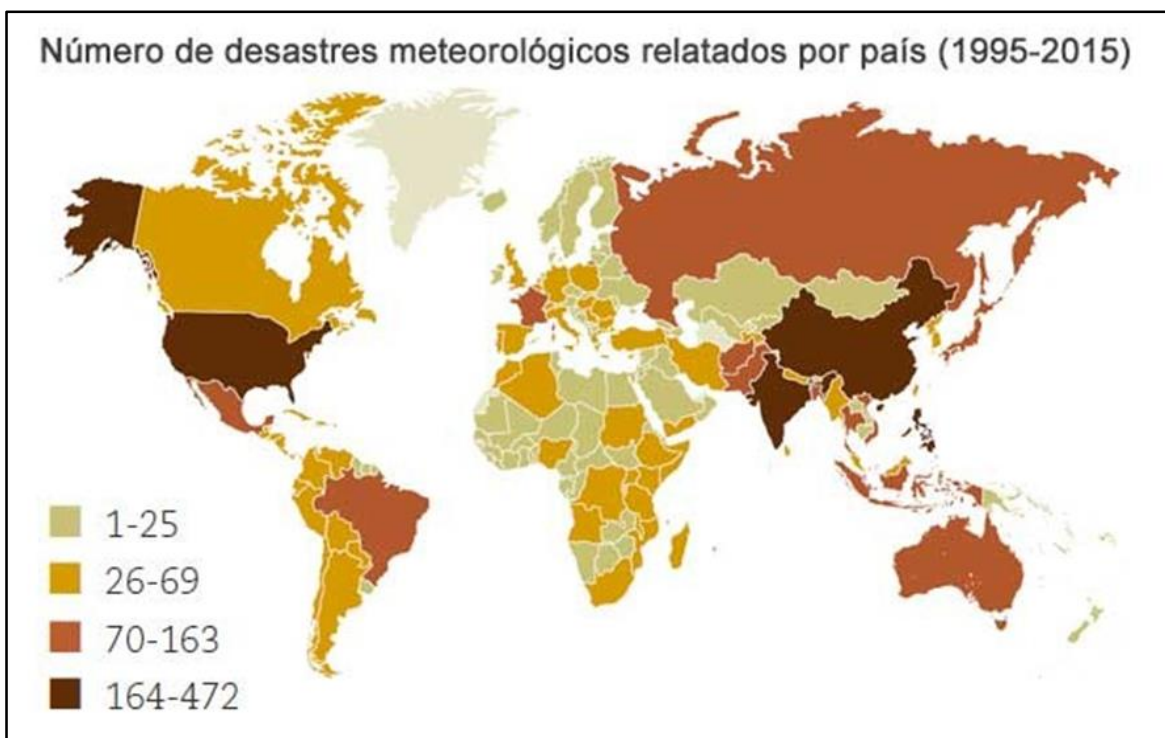 Número de desastres meteorológicos relatados por país (1995-2015)
1-25
26-69
70-163
164-472